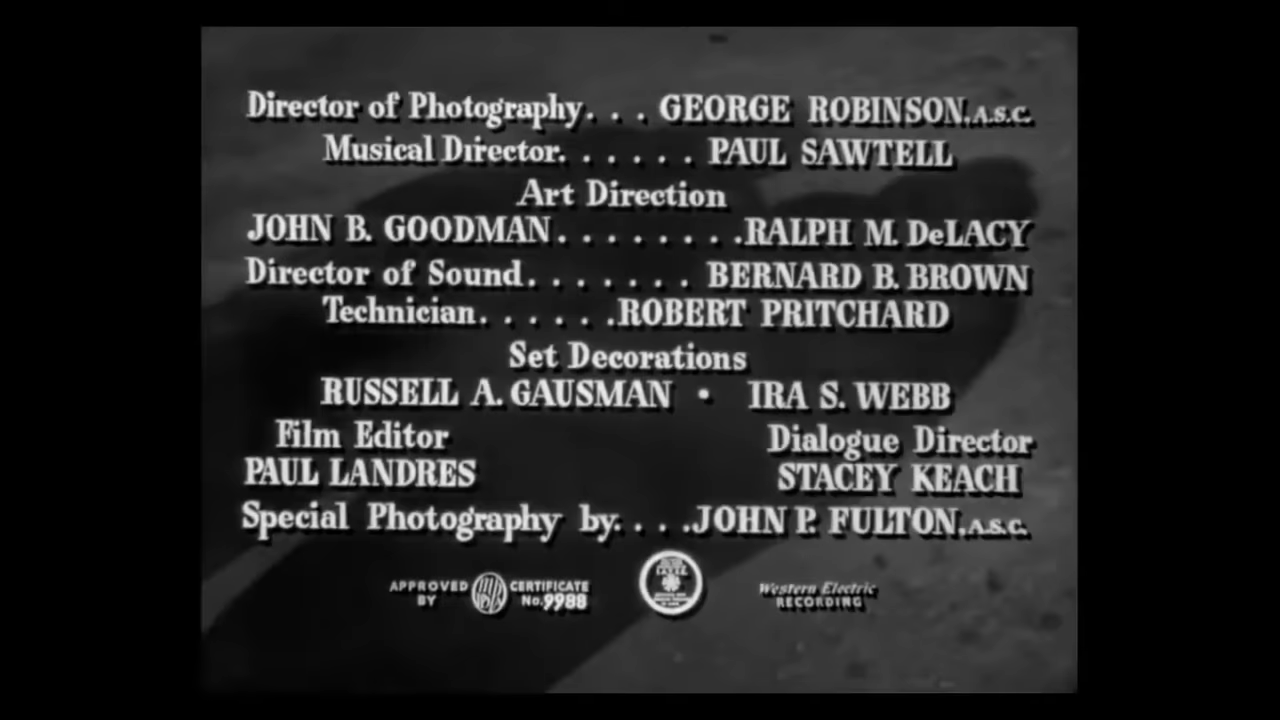 Director of Photography. . . GEORGE ROBINSON, A.S.C.
Musical Director. . . . . . PAUL SAWTELL
Art Direction
JOHN B. GOODMAN. . . . . . . .RALPH M. DeLACY
Director of Sound. . . . . . . BERNARD B. BROWN
Technician. . . . . .ROBERT PRITCHARD
Set Decorations
RUSSELL A. GAUSMAN • IRA S. WEBB
Film Editor
PAUL LANDRES
Dialogue Director
STACEY KEACH
Special Photography by. . . .JOHN P. FULTON, A.S.C.
APPROVED BY
CERTIFICATE No. 9988
Western Electric
RECORDING